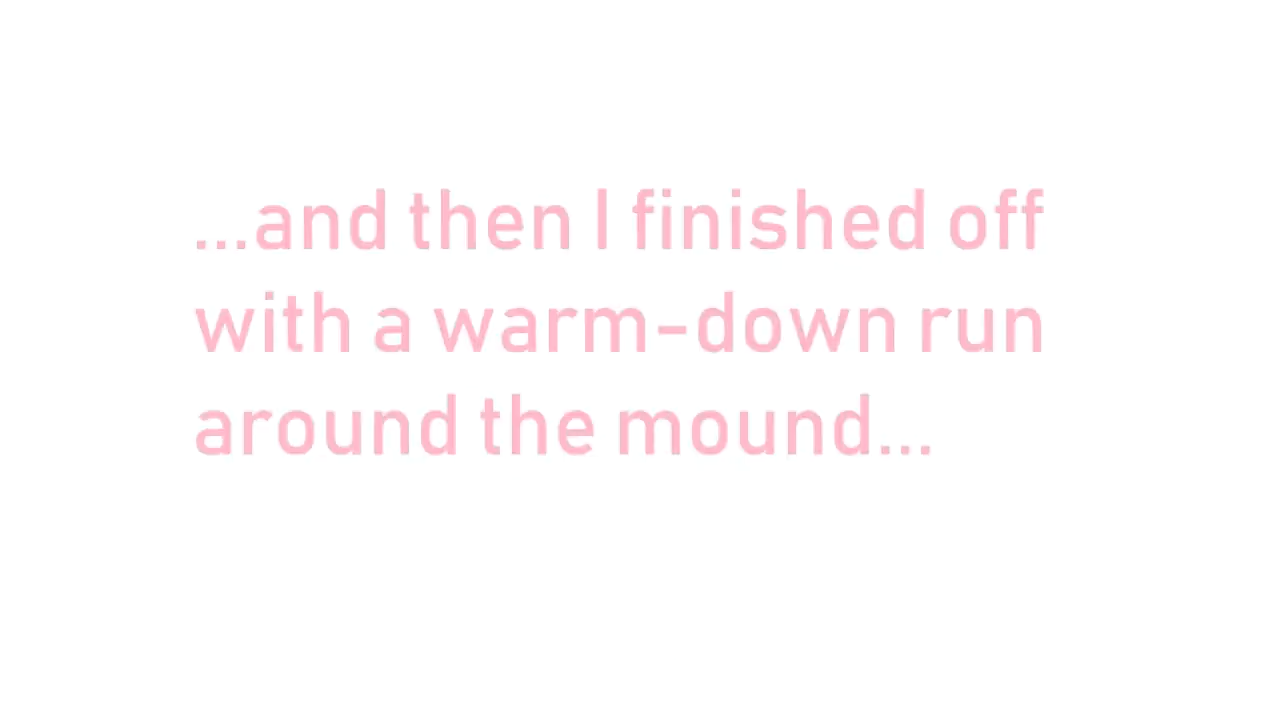 ...and then I finished off
with a warm-down run
around the mound...